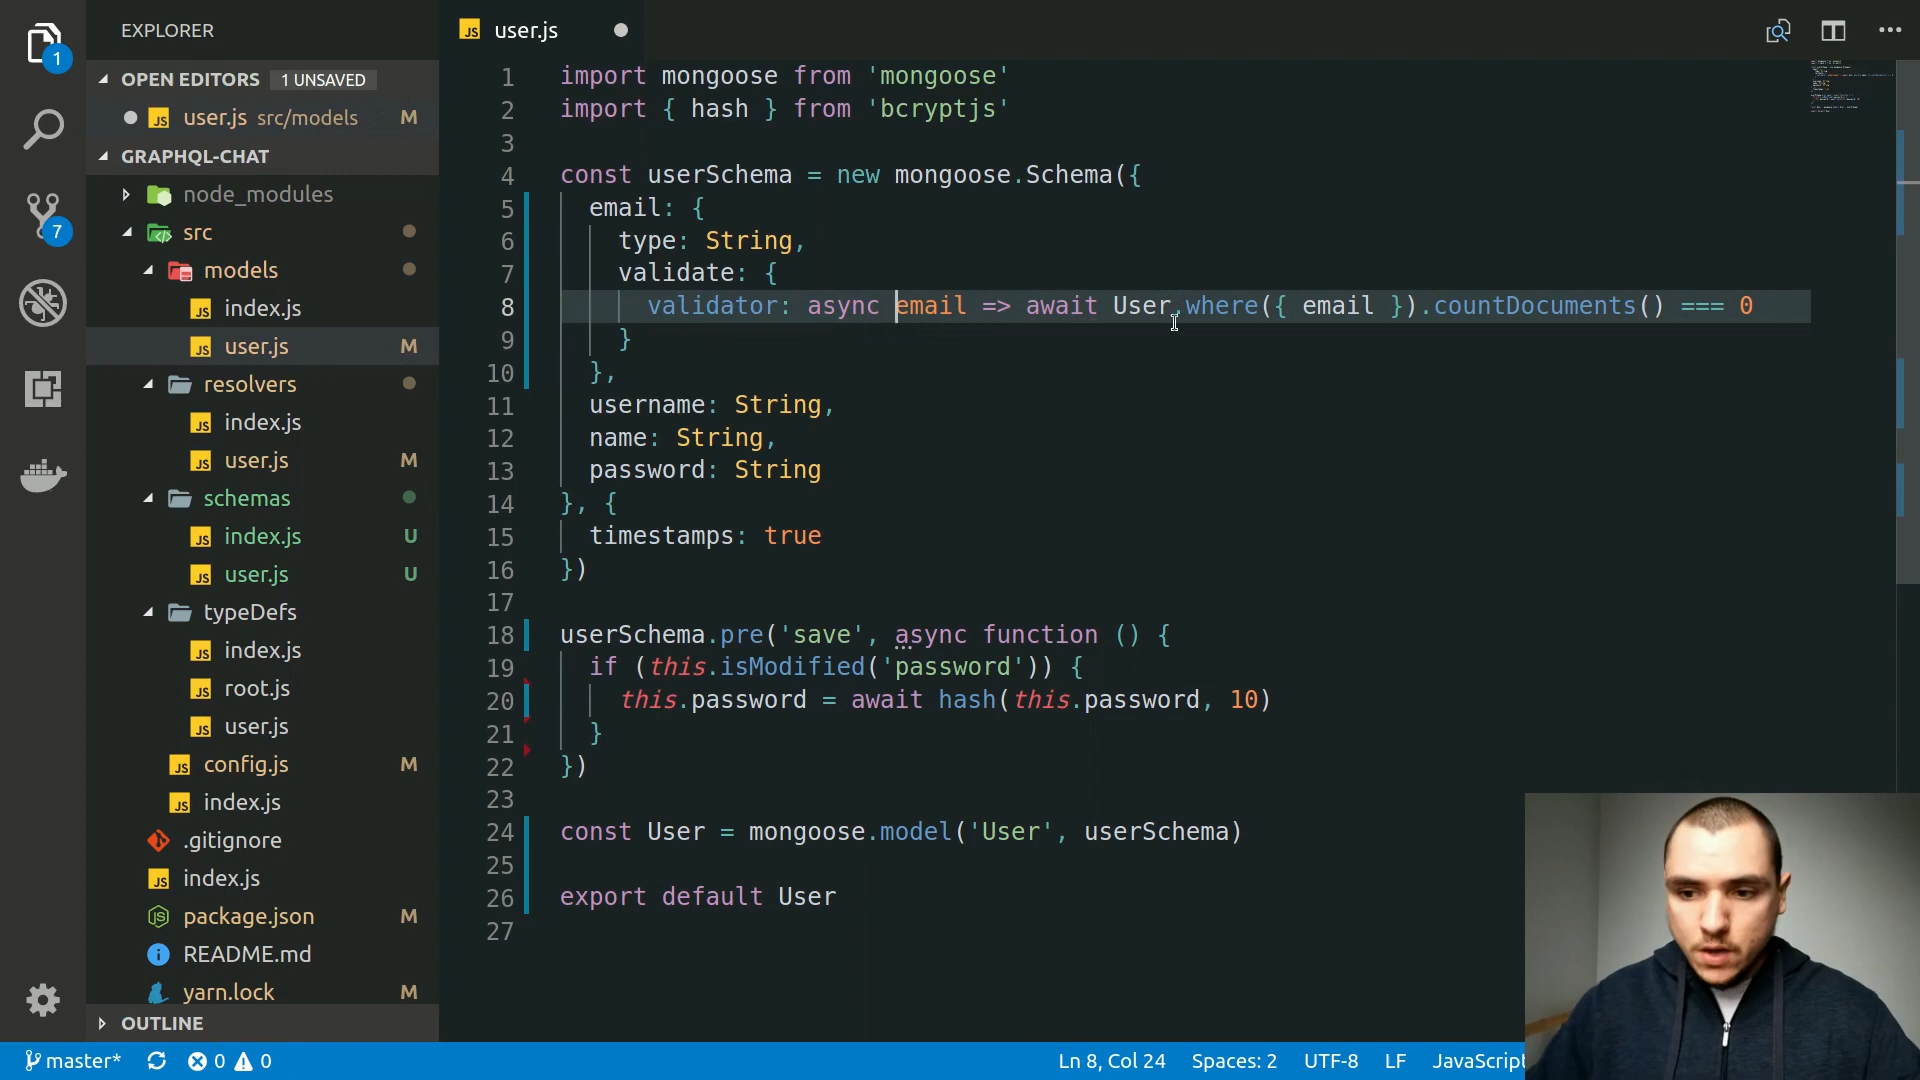 EXPLORER
OPEN EDITORS 1 UNSAVED
user.js src/models M
GRAPHQL-CHAT
node_modules
src
models
index.js
user.js M
resolvers
index.js
user.js M
schemas
index.js U
user.js U
typeDefs
index.js
root.js
user.js
config.js M
index.js
.gitignore
index.js
package.json M
README.md
yarn.lock M
OUTLINE
1
7
user.js
1 import mongoose from 'mongoose'
2 import { hash } from 'bcryptjs'
3
4 const userSchema = new mongoose.Schema({
5 email: {
6 type: String,
7 validate: {
8 validator: async email => await User.where({ email }).countDocuments() === 0
9 }
10 },
11 username: String,
12 name: String,
13 password: String
14 }, {
15 timestamps: true
16 })
17
18 userSchema.pre('save', async function () {
19 if (this.isModified('password')) {
20 this.password = await hash(this.password, 10)
21 }
22 })
23
24 const User = mongoose.model('User', userSchema)
25
26 export default User
27
master* 0 0 Ln 8, Col 24 Spaces: 2 UTF-8 LF JavaScript